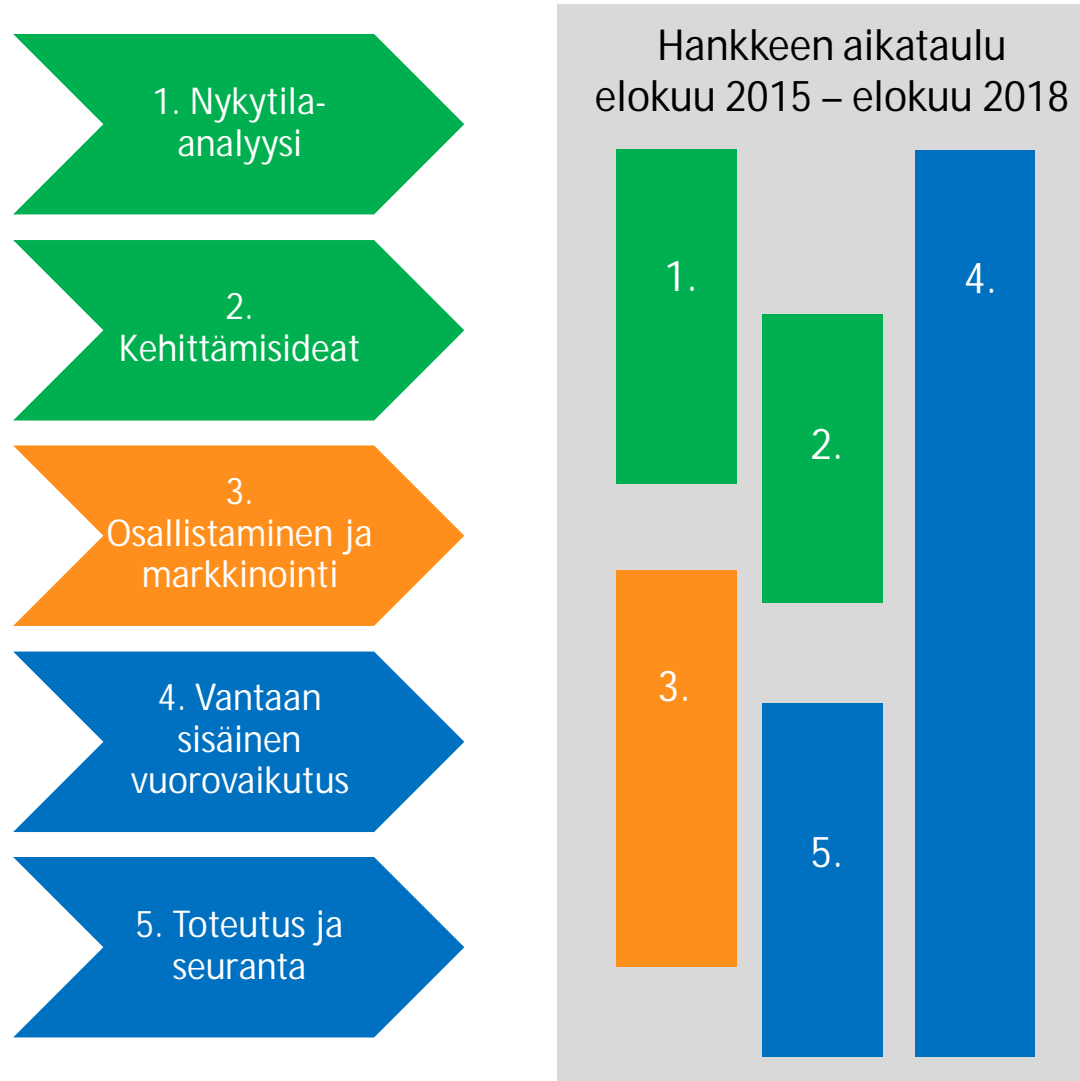 1. Nykytila-
analyysi
2.
Kehittämisideat
3.
Osallistaminen ja
markkinointi
4. Vantaan
sisäinen
vuorovaikutus
5. Toteutus ja
seuranta
Hankkeen aikataulu
elokuu 2015 – elokuu 2018
1.
4.
2.
3.
5.